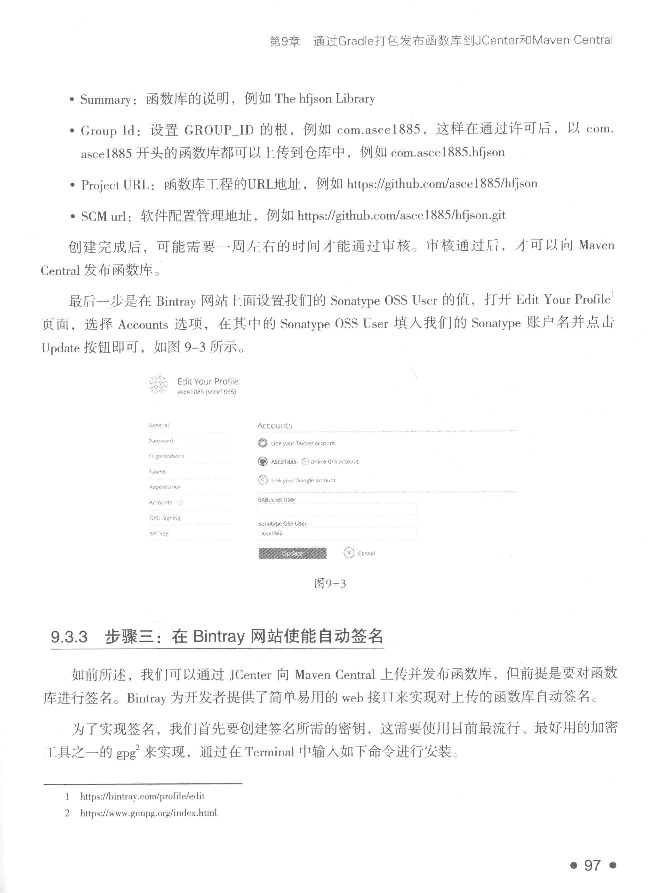 第9章 通过Gradle打包发布函数库到JCenter和Maven Central
• Summary：函数库的说明，例如 The hfjson Library
• Group Id：设置 GROUP_ID 的根，例如 com.asce1885，这样在通过许可后，以 com.
asce1885 开头的函数库都可以上传到仓库中，例如 com.asce1885.hfjson
• Project URL：函数库工程的URL地址，例如 https://github.com/asce1885/hfjson
• SCM url：软件配置管理地址，例如 https://github.com/asce1885/hfjson.git
创建完成后，可能需要一周左右的时间才能通过审核。审核通过后，才可以向 Maven
Central 发布函数库。
最后一步是在 Bintray 网站上面设置我们的 Sonatype OSS User 的值，打开 Edit Your Profile1
页面，选择 Accounts 选项，在其中的 Sonatype OSS User 填入我们的 Sonatype 账户名并点击
Update 按钮即可，如图 9-3 所示。
Edit Your Profile
asce1885 (asce1885)
General
Password
Organizations
Teams
Appearance
Accounts
GPG Signing
Accounts
Link your Twitter account
ASCE1885 Unlink Git account
Link your Google account
BitBucket User
Sonatype OSS User
asce1885
Update Cancel
图9-3
9.3.3 步骤三：在 Bintray 网站使能自动签名
如前所述，我们可以通过 JCenter 向 Maven Central 上传并发布函数库，但前提是要对函数
库进行签名。Bintray 为开发者提供了简单易用的 web 接口来实现对上传的函数库自动签名。
为了实现签名，我们首先要创建签名所需的密钥，这需要使用目前最流行、最好用的加密
工具之一的 gpg2 来实现，通过在 Terminal 中输入如下命令进行安装。
1 https://bintray.com/profile/edit
2 https://www.gnupg.org/index.html
• 97 •